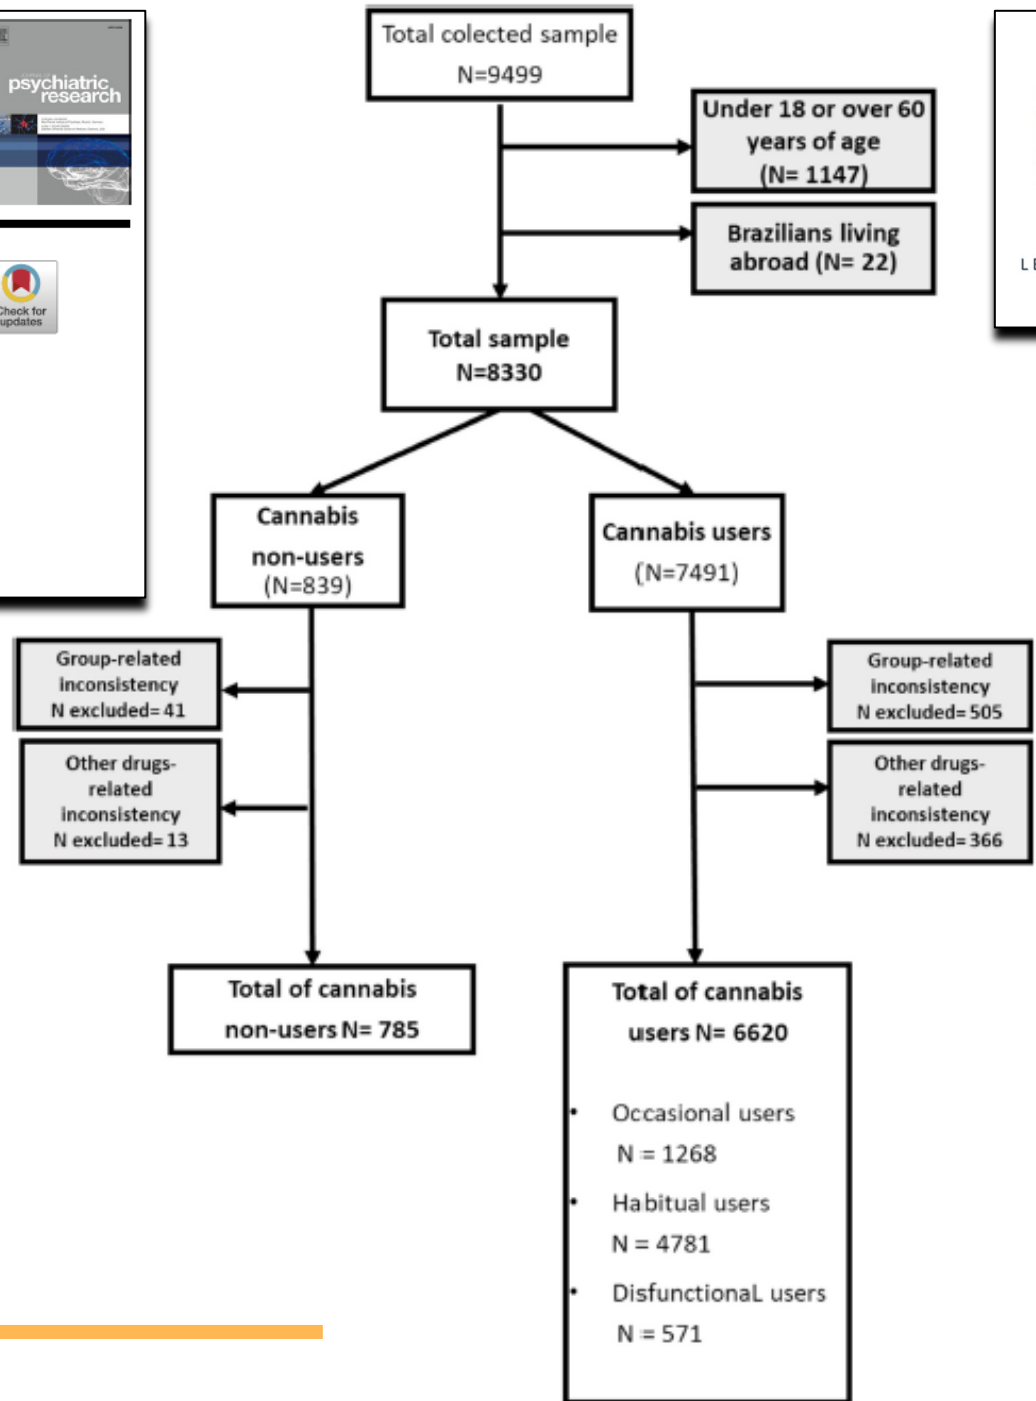 psychiatric
research
Check for
updates
L E
Total colected sample
N=9499
Under 18 or over 60
years of age
(N= 1147)
Brazilians living
abroad (N= 22)
Total sample
N=8330
Cannabis
non-users
(N=839)
Cannabis users
(N=7491)
Group-related
inconsistency
N excluded= 41
Other drugs-
related
inconsistency
N excluded= 13
Group-related
inconsistency
N excluded= 505
Other drugs-
related
inconsistency
N excluded= 366
Total of cannabis
non-users N= 785
Total of cannabis
users N= 6620
• Occasional users
N = 1268
• Habitual users
N = 4781
• DisfunctionaL users
N = 571